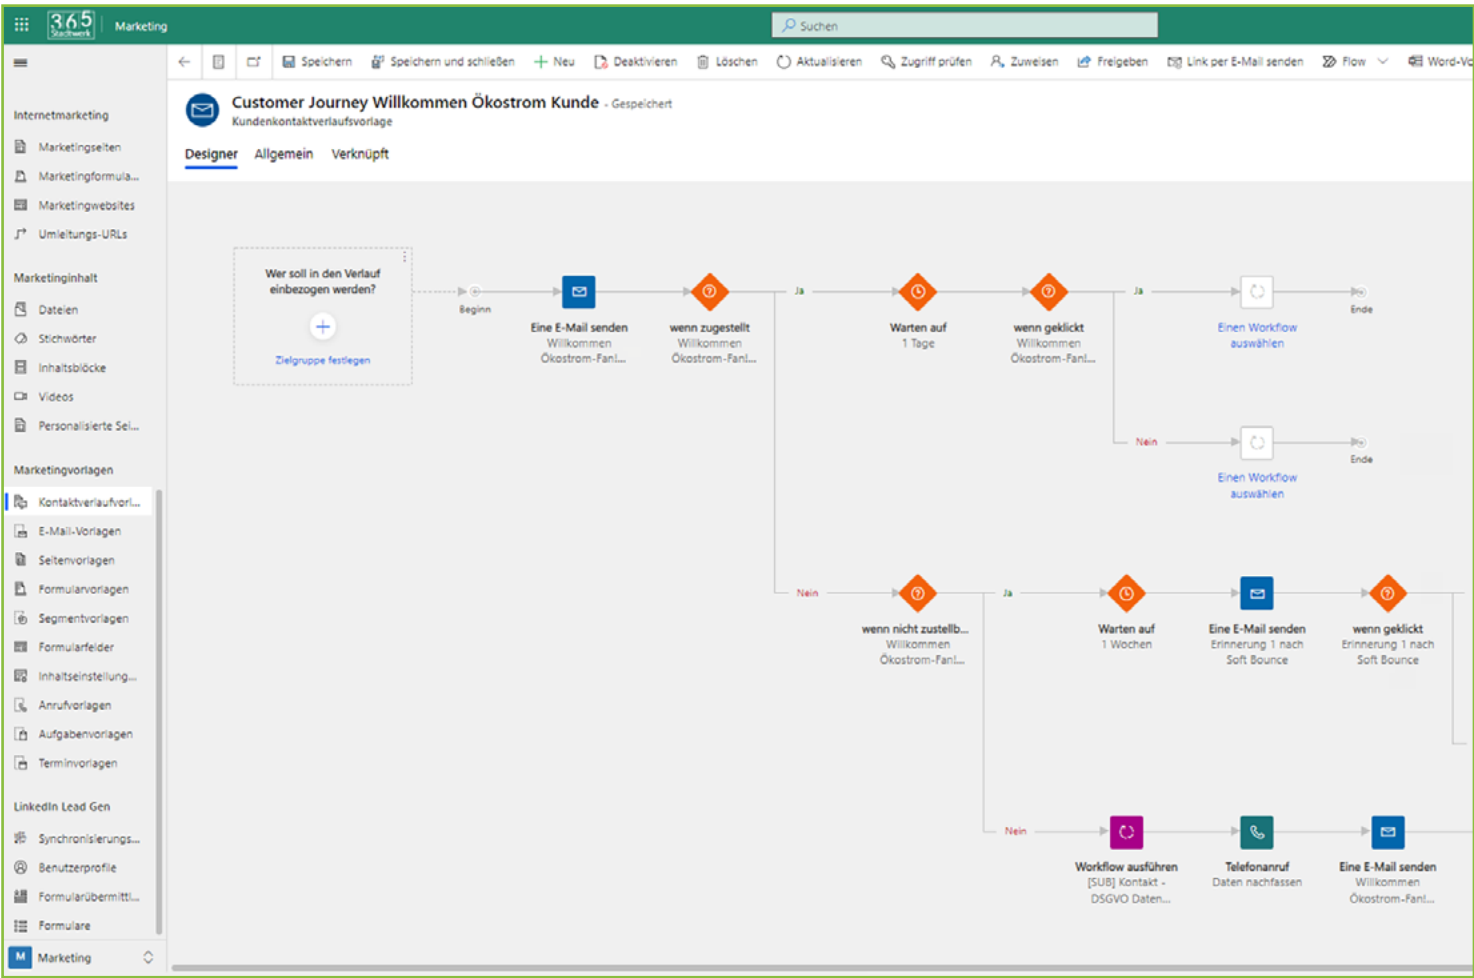 365
Stadtwerk
Marketing
Suchen
Speichern
Speichern und schließen
Neu
Deaktivieren
Löschen
Aktualisieren
Zugriff prüfen
Zuweisen
Freigeben
Link per E-Mail senden
Flow
Word-Vo
Customer Journey Willkommen Ökostrom Kunde - Gespeichert
Kundenkontaktverlaufsvorlage
Designer
Allgemein
Verknüpft
Internetmarketing
Marketingseiten
Marketingformula...
Marketingwebsites
Umleitungs-URLs
Marketinginhalt
Dateien
Stichwörter
Inhaltsblöcke
Videos
Personalisierte Sei...
Marketingvorlagen
Kontaktverlaufvorl...
E-Mail-Vorlagen
Seitenvorlagen
Formularvorlagen
Segmentvorlagen
Formularfelder
Inhaltseinstellung...
Anrufvorlagen
Aufgabenvorlagen
Terminvorlagen
LinkedIn Lead Gen
Synchronisierungs...
Benutzerprofile
Formularübermittl...
Formulare
M
Marketing
Wer soll in den Verlauf
einbezogen werden?
Zielgruppe festlegen
Beginn
Eine E-Mail senden
Willkommen
Ökostrom-Fan!...
wenn zugestellt
Willkommen
Ökostrom-Fan!...
Ja
Warten auf
1 Tage
wenn geklickt
Willkommen
Ökostrom-Fan!...
Ja
Einen Workflow
auswählen
Ende
Nein
Einen Workflow
auswählen
Ende
Nein
wenn nicht zustellb...
Willkommen
Ökostrom-Fan!...
Ja
Warten auf
1 Wochen
Eine E-Mail senden
Erinnerung 1 nach
Soft Bounce
wenn geklickt
Erinnerung 1 nach
Soft Bounce
Nein
Workflow ausführen
[SUB] Kontakt -
DSGVO Daten...
Telefonanruf
Daten nachfassen
Eine E-Mail senden
Willkommen
Ökostrom-Fan!...